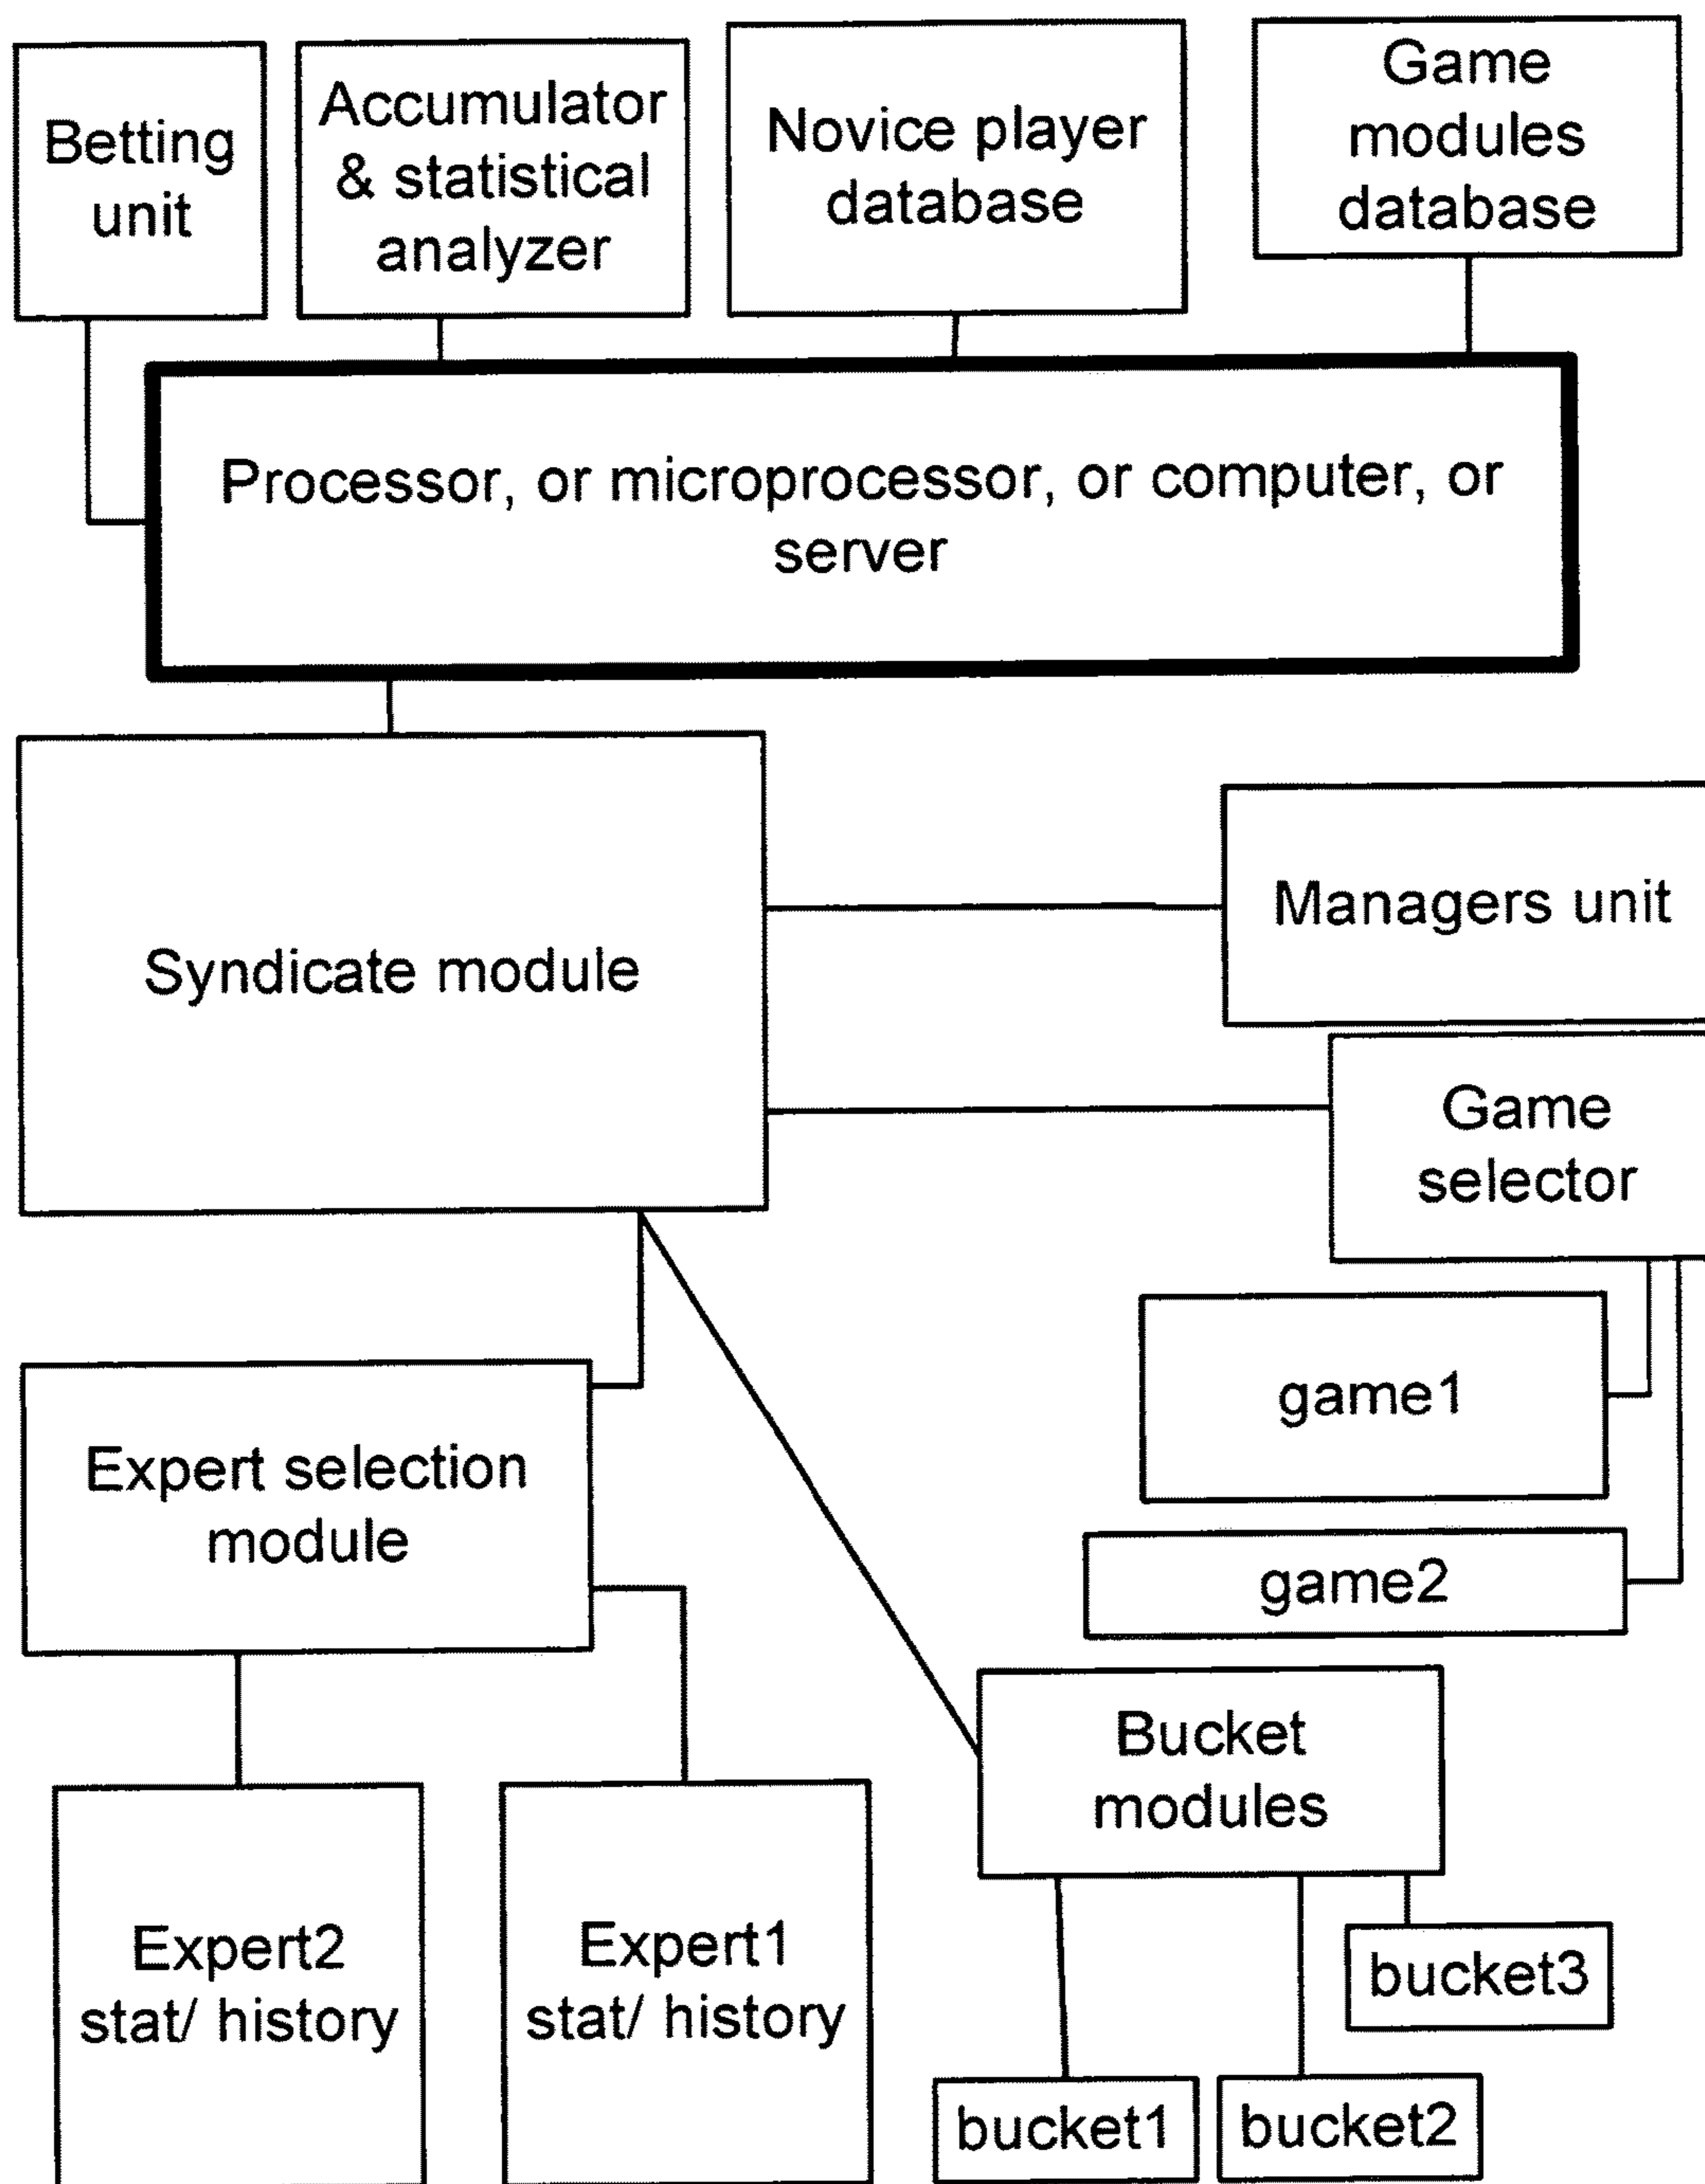 Betting
unit
Accumulator
& statistical
analyzer
Novice player
database
Game
modules
database
Processor, or microprocessor, or computer, or
server
Syndicate module
Managers unit
Game
selector
game1
game2
Expert selection
module
Bucket
modules
Expert2
stat/ history
Expert1
stat/ history
bucket3
bucket1
bucket2